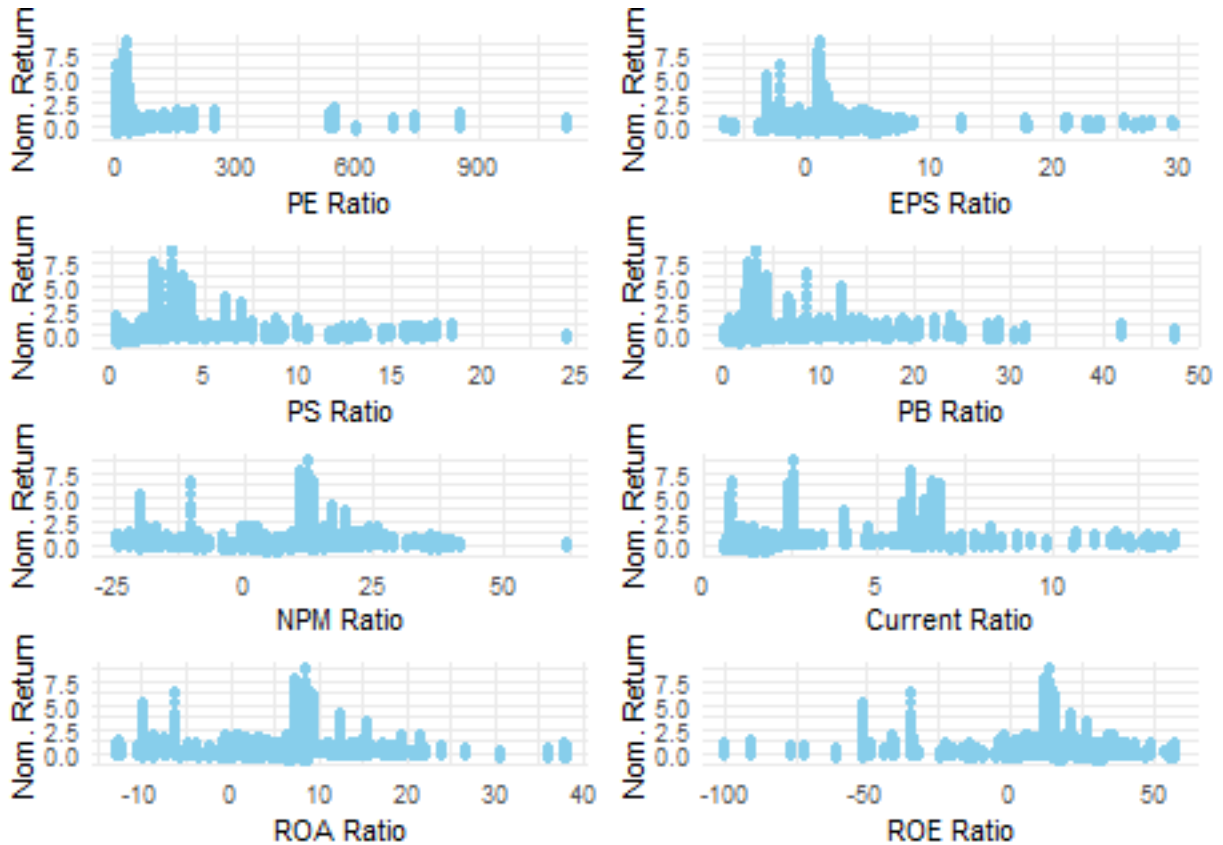 Nom. Return
7.5
5.0
2.5
0.0
0 300 600 900
PE Ratio
Nom. Return
7.5
5.0
2.5
0.0
0 10 20 30
EPS Ratio
Nom. Return
7.5
5.0
2.5
0.0
0 5 10 15 20 25
PS Ratio
Nom. Return
7.5
5.0
2.5
0.0
0 10 20 30 40 50
PB Ratio
Nom. Return
7.5
5.0
2.5
0.0
-25 0 25 50
NPM Ratio
Nom. Return
7.5
5.0
2.5
0.0
0 5 10
Current Ratio
Nom. Return
7.5
5.0
2.5
0.0
-10 0 10 20 30 40
ROA Ratio
Nom. Return
7.5
5.0
2.5
0.0
-100 -50 0 50
ROE Ratio